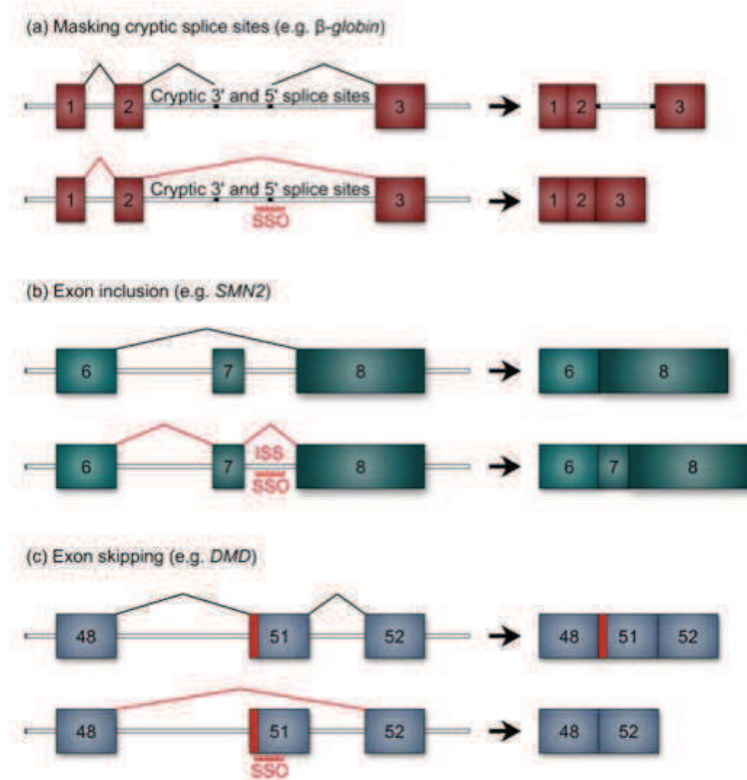 (a) Masking cryptic splice sites (e.g. β-globin)
1 2 Cryptic 3' and 5' splice sites 3 1 2 3
1 2 Cryptic 3' and 5' splice sites 3 1 2 3
SSO
(b) Exon inclusion (e.g. SMN2)
6 7 8 6 8
6 7 ISS 8 6 7 8
SSO
(c) Exon skipping (e.g. DMD)
48 51 52 48 51 52
48 51 52 48 52
SSO